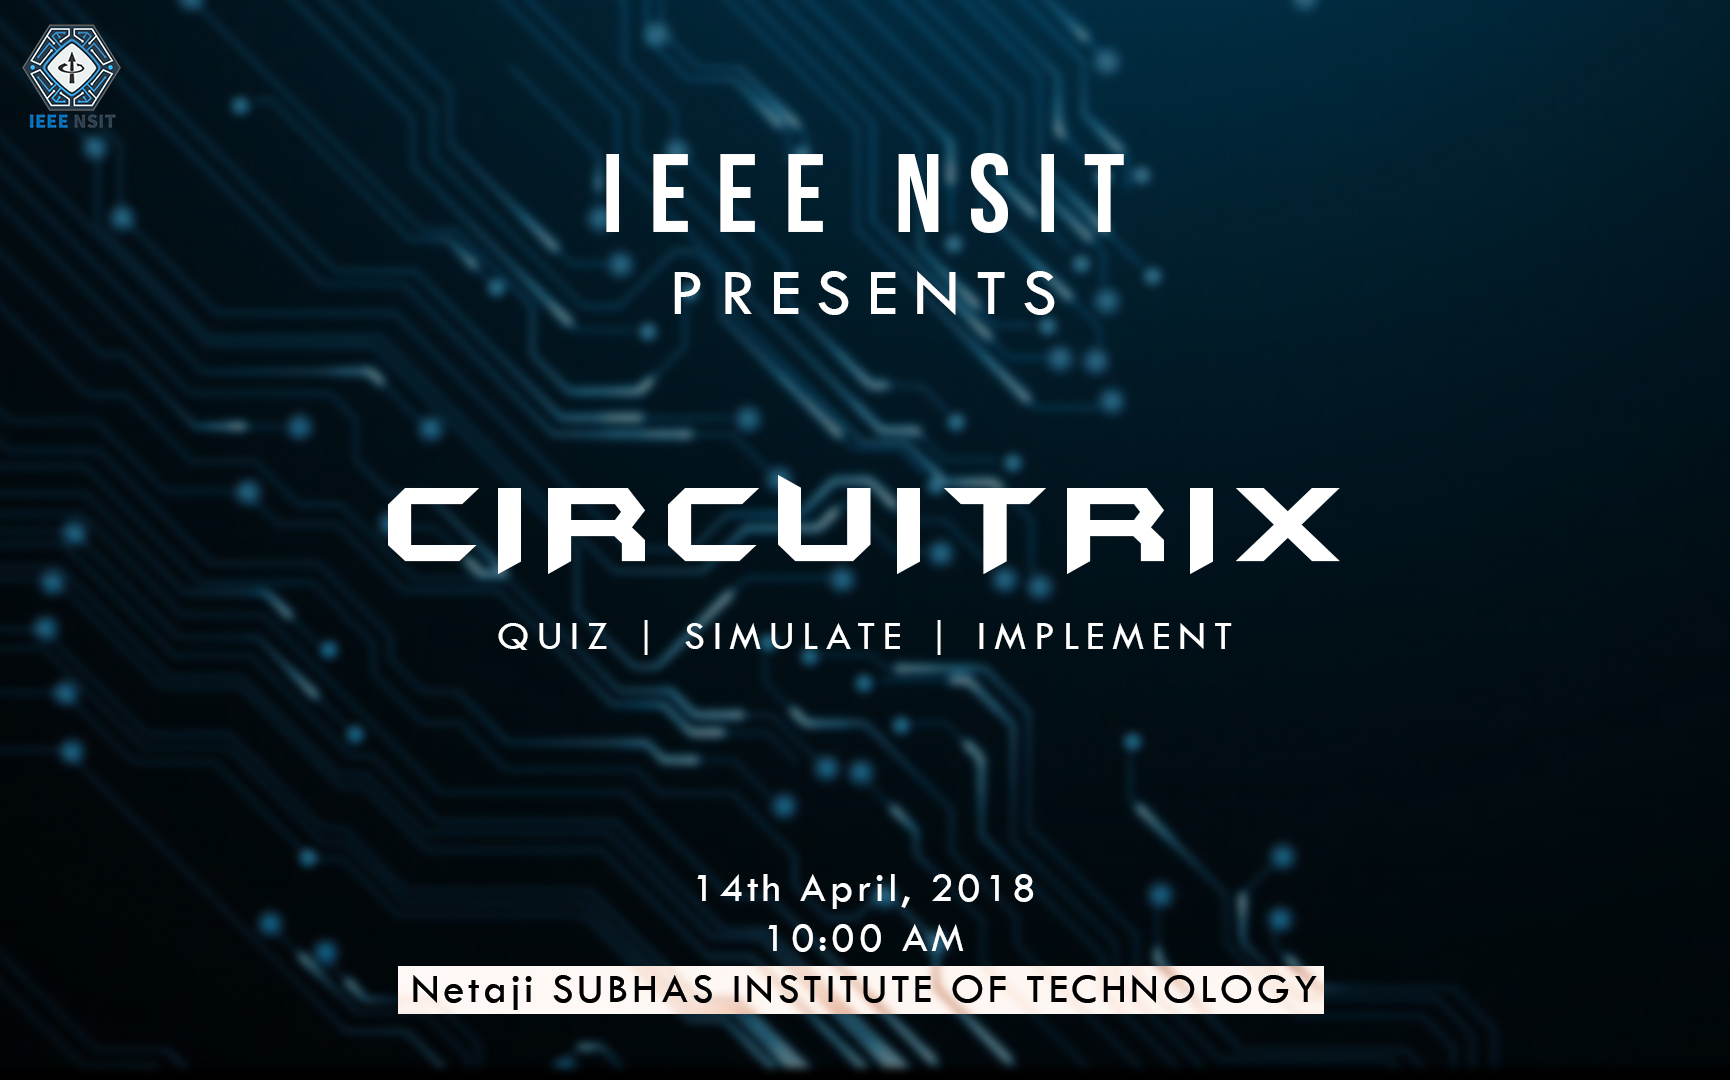 IEEE NSIT
IEEE NSIT
PRESENTS
CIRCUITRIX
QUIZ | SIMULATE | IMPLEMENT
14th April, 2018
10:00 AM
Netaji SUBHAS INSTITUTE OF TECHNOLOGY